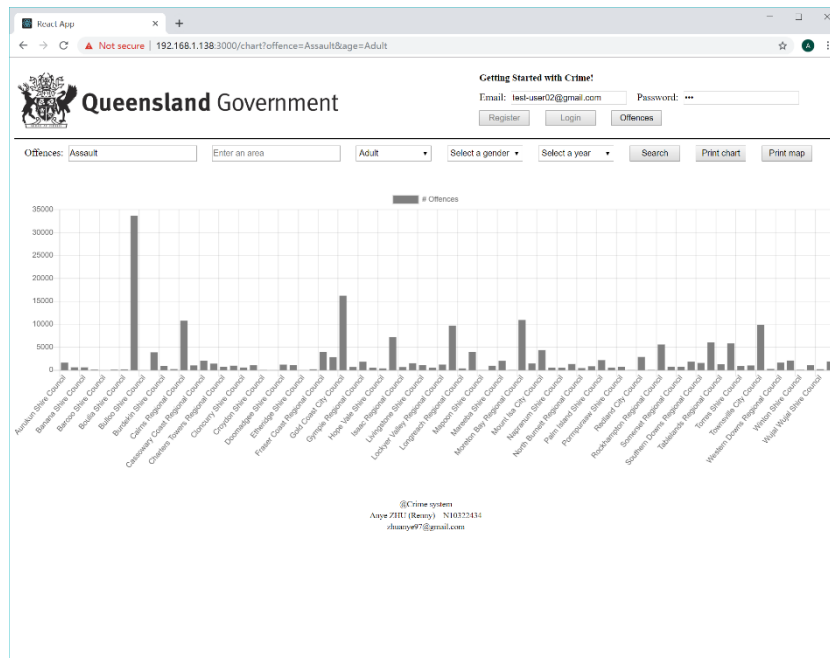 React App
Not secure | 192.168.1.138:3000/chart?offence=Assault&age=Adult
A
Queensland Government
Getting Started with Crime!
Email: test-user02@gmail.com Password: •••
Register Login Offences
Offences: Assault Enter an area Adult Select a gender Select a year Search Print chart Print map
# Offences
35000
30000
25000
20000
15000
10000
5000
0
Aurukun Shire Council
Banana Shire Council
Barcoo Shire Council
Boulia Shire Council
Bulloo Shire Council
Burdekin Shire Council
Cairns Regional Council
Cassowary Coast Regional Council
Charters Towers Regional Council
Cloncurry Shire Council
Croydon Shire Council
Doomadgee Shire Council
Etheridge Shire Council
Fraser Coast Regional Council
Gold Coast City Council
Gympie Regional Council
Hope Vale Shire Council
Isaac Regional Council
Livingstone Shire Council
Lockyer Valley Regional Council
Longreach Regional Council
Mapoon Shire Council
Mareeba Shire Council
Moreton Bay Regional Council
Mount Isa City Council
Napranum Shire Council
North Burnett Regional Council
Palm Island Shire Council
Pormpuraaw Shire Council
Redland City Council
Rockhampton Regional Council
Somerset Regional Council
Southern Downs Regional Council
Tablelands Regional Council
Torres Shire Council
Townsville City Council
Western Downs Regional Council
Winton Shire Council
Wujal Wujal Shire Council
@Crime system
Anye ZHU (Renny) N10322434
zhuanye97@gmail.com